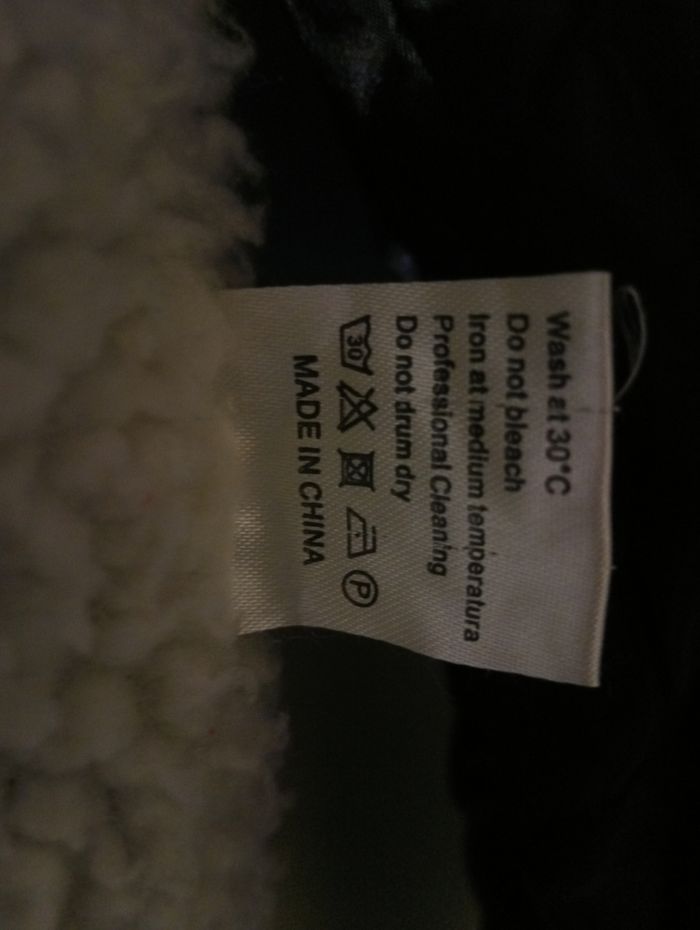 Wash at 30°C
Do not bleach
Iron at medium temperatura
Professional Cleaning
Do not drum dry
30 P
MADE IN CHINA